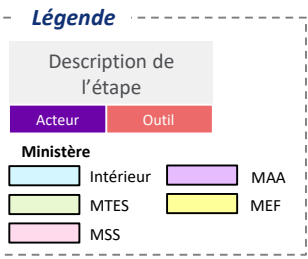 Légende
Description de
l’étape
Acteur Outil
Ministère
Intérieur MAA
MTES MEF
MSS